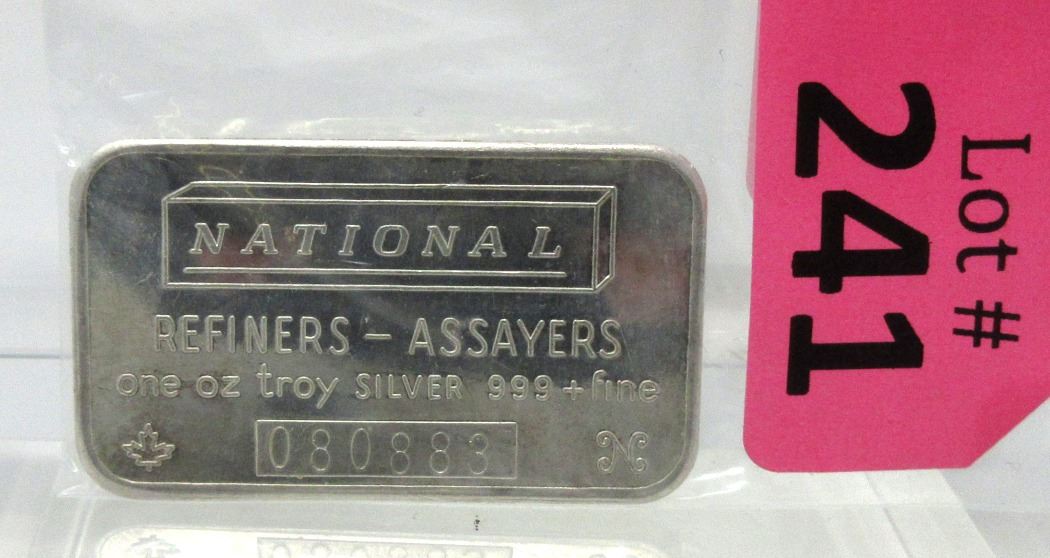 NATIONAL
REFINERS - ASSAYERS
one oz troy SILVER 999 + fine
080883
N
Lot #
241